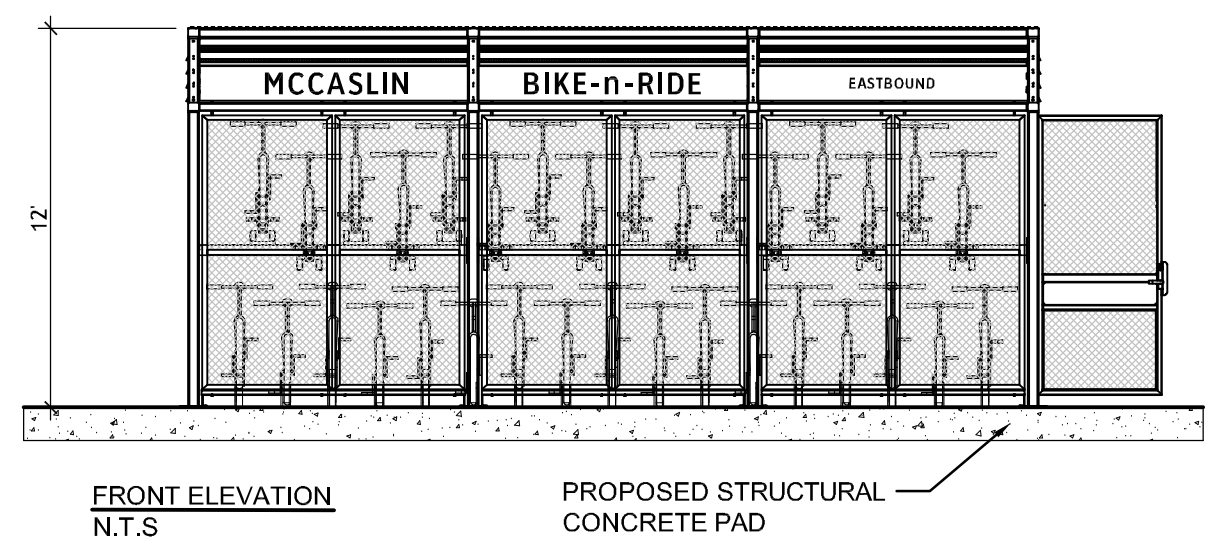 MCCASLIN
BIKE-n-RIDE
EASTBOUND
12'
FRONT ELEVATION
N.T.S
PROPOSED STRUCTURAL
CONCRETE PAD